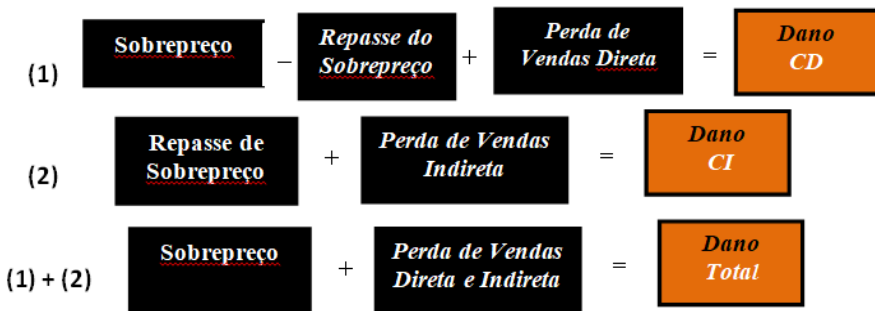 (1) Sobrepreço – Repasse do Sobrepreço + Perda de Vendas Direta = Dano CD
(2) Repasse de Sobrepreço + Perda de Vendas Indireta = Dano CI
(1) + (2) Sobrepreço + Perda de Vendas Direta e Indireta = Dano Total